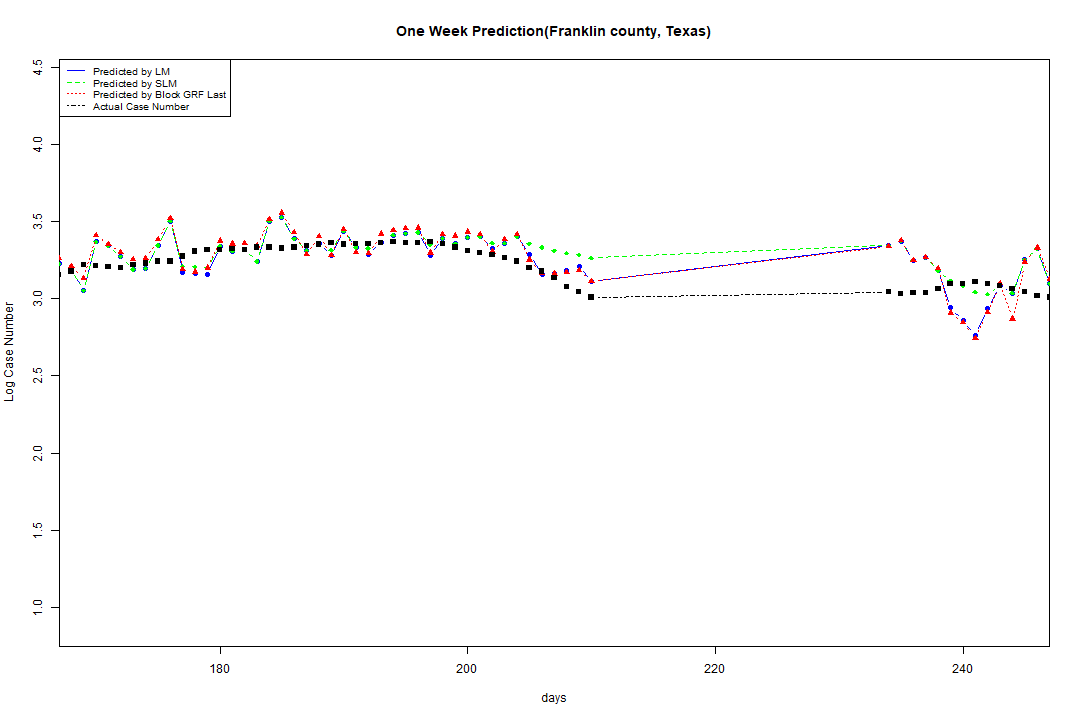 One Week Prediction(Franklin county, Texas)
Predicted by LM
Predicted by SLM
Predicted by Block GRF Last
Actual Case Number
4.5
4.0
3.5
3.0
2.5
2.0
1.5
1.0
Log Case Number
180 200 220 240
days